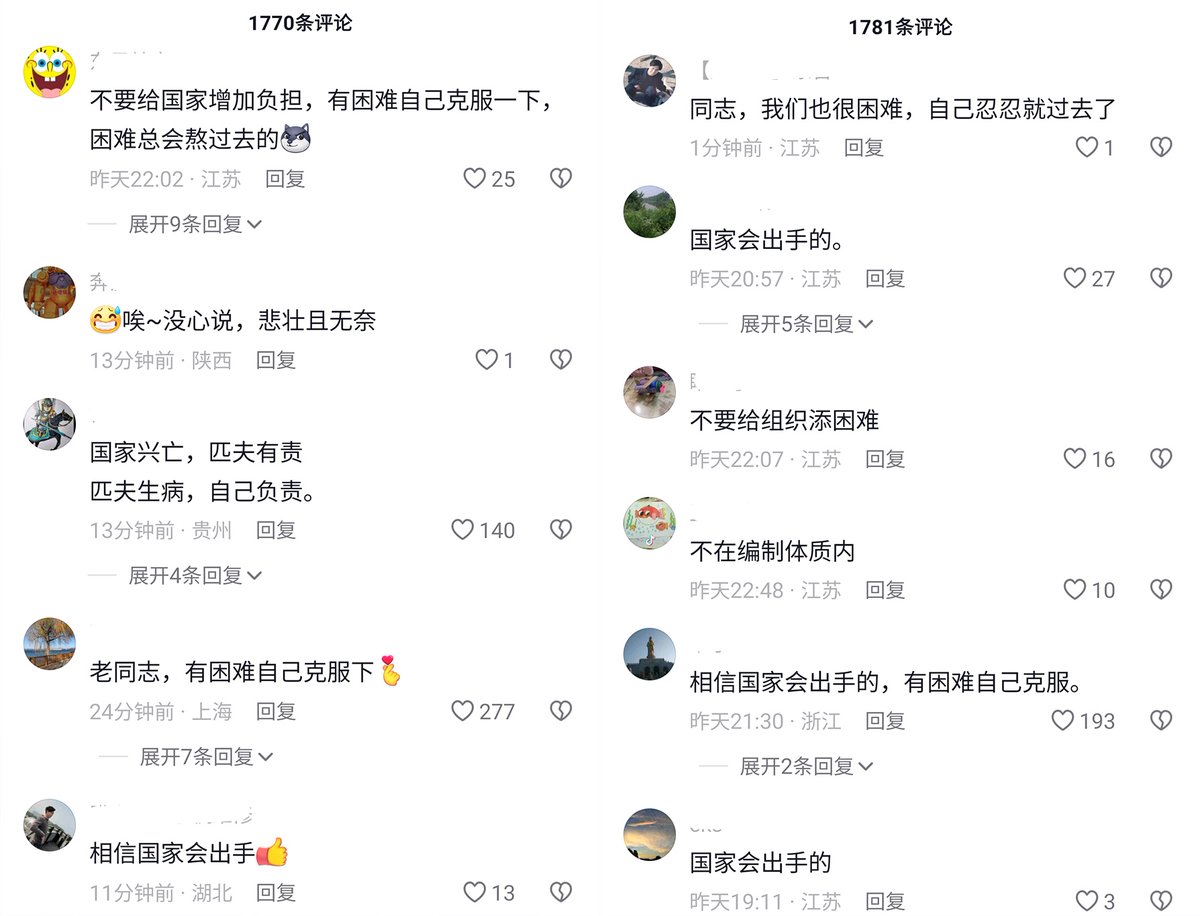 1770条评论
不要给国家增加负担，有困难自己克服一下，
困难总会熬过去的
昨天22:02 · 江苏 回复
25
展开9条回复
奔..
唉~没心说，悲壮且无奈
13分钟前 · 陕西 回复
1
国家兴亡，匹夫有责
匹夫生病，自己负责。
13分钟前 · 贵州 回复
140
展开4条回复
老同志，有困难自己克服下
24分钟前 · 上海 回复
277
展开7条回复
相信国家会出手
11分钟前 · 湖北 回复
13
1781条评论
同志，我们也很困难，自己忍忍就过去了
1分钟前 · 江苏 回复
1
国家会出手的。
昨天20:57 · 江苏 回复
27
展开5条回复
不要给组织添困难
昨天22:07 · 江苏 回复
16
不在编制体质内
昨天22:48 · 江苏 回复
10
相信国家会出手的，有困难自己克服。
昨天21:30 · 浙江 回复
193
展开2条回复
国家会出手的
昨天19:11 · 江苏 回复
3